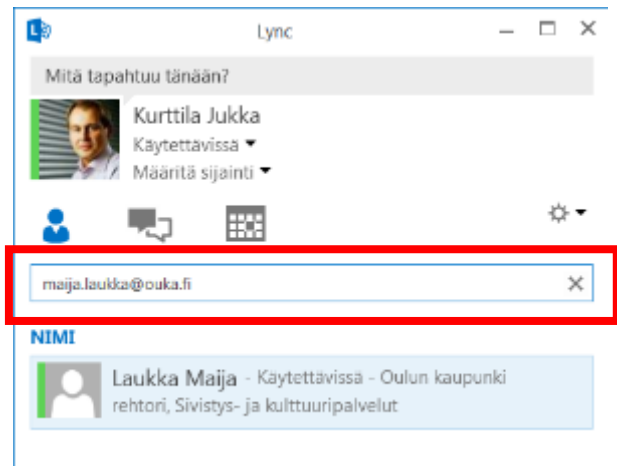 Lync
Mitä tapahtuu tänään?
Kurttila Jukka
Käytettävissä
Määritä sijainti
maija.laukka@ouka.fi
NIMI
Laukka Maija - Käytettävissä - Oulun kaupunki
rehtori, Sivistys- ja kulttuuripalvelut